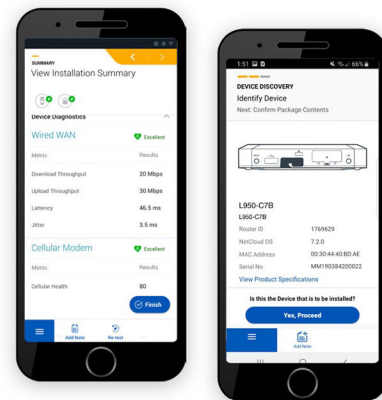 SUMMARY
View Installation Summary
Device Diagnostics
Wired WAN
Excellent
Metric
Results
Download Throughput
20 Mbps
Upload Throughput
30 Mbps
Lattency
46.5 ms
Jitter
3.5 ms
Cellular Modem
Excellent
Metric
Results
Cellular Health
80
Finish
Add Note
Re-test
1:51
66%
DEVICE DISCOVERY
Identify Device
Next: Confirm Package Contents
L950-C7B
L950-C7B
Router ID
1769629
NetCloud OS
7.2.0
MAC Address
00:30:44:40:BD:AE
Serial No
MM190384200022
View Product Specifications
Is this the Device that is to be installed?
Yes, Proceed
Add Note